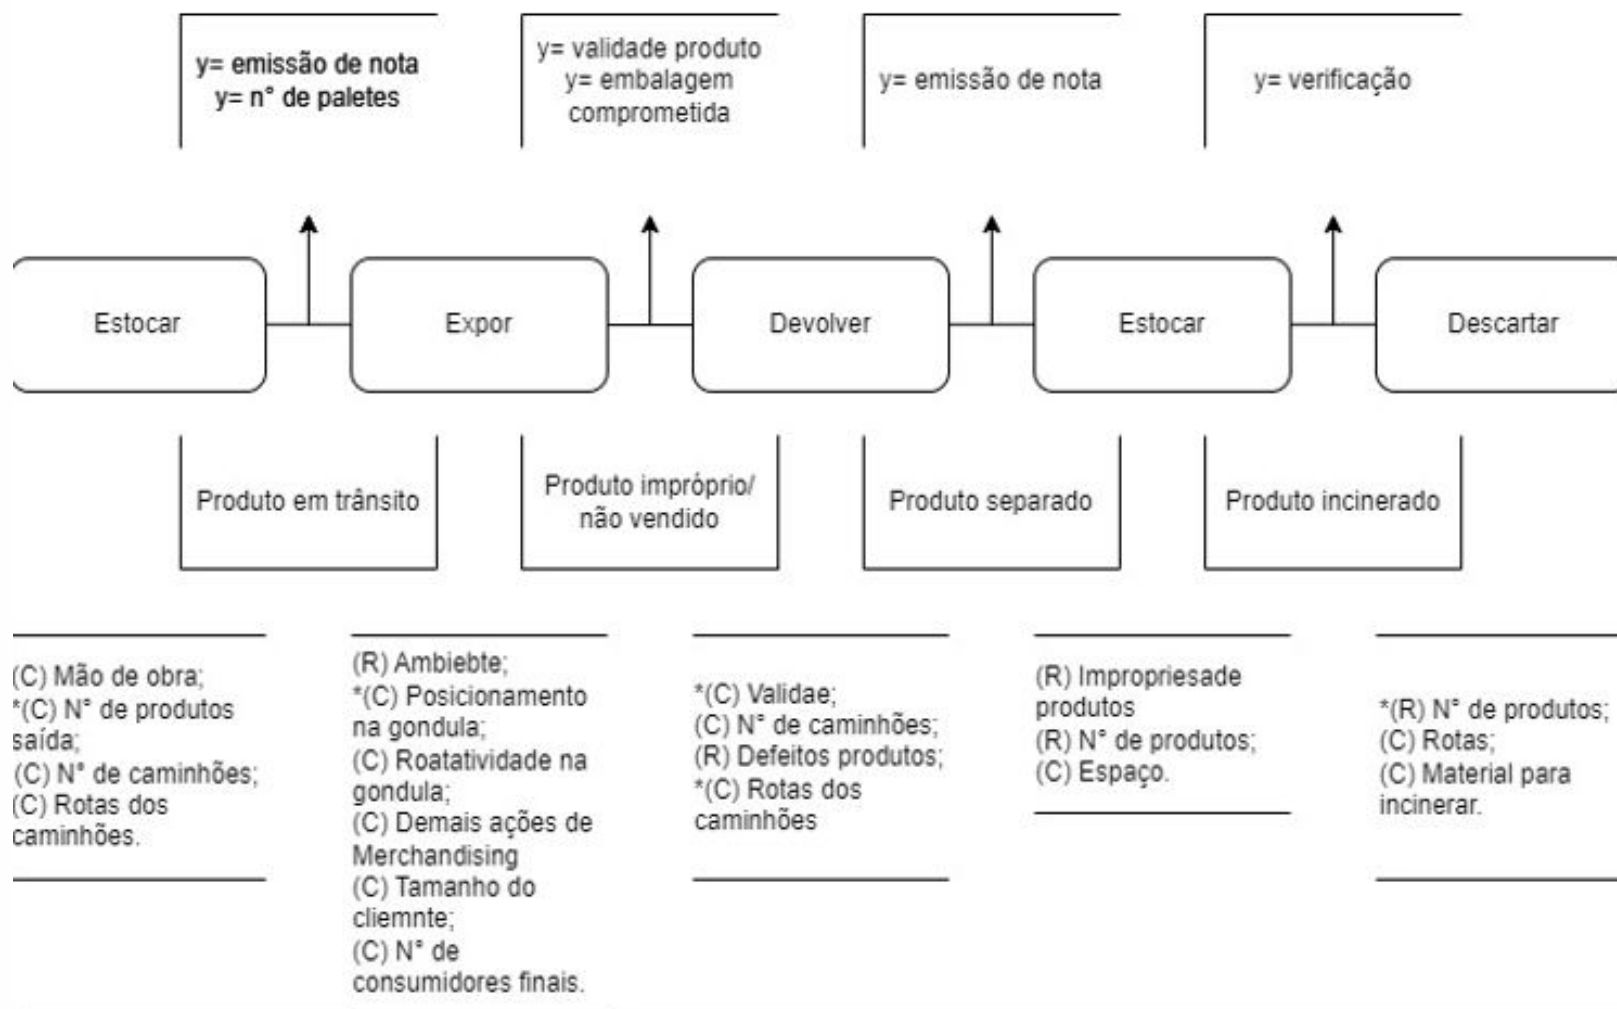 y= emissão de nota
y= n° de paletes
y= validade produto
y= embalagem
comprometida
y= emissão de nota
y= verificação
Estocar
Expor
Devolver
Estocar
Descartar
Produto em trânsito
Produto impróprio/
não vendido
Produto separado
Produto incinerado
(C) Mão de obra;
*(C) N° de produtos
saída;
(C) N° de caminhões;
(C) Rotas dos
caminhões.
(R) Ambiebte;
*(C) Posicionamento
na gondula;
(C) Roatatividade na
gondula;
(C) Demais ações de
Merchandising
(C) Tamanho do
cliemnte;
(C) N° de
consumidores finais.
*(C) Validae;
(C) N° de caminhões;
(R) Defeitos produtos;
*(C) Rotas dos
caminhões
(R) Impropriesade
produtos
(R) N° de produtos;
(C) Espaço.
*(R) N° de produtos;
(C) Rotas;
(C) Material para
incinerar.